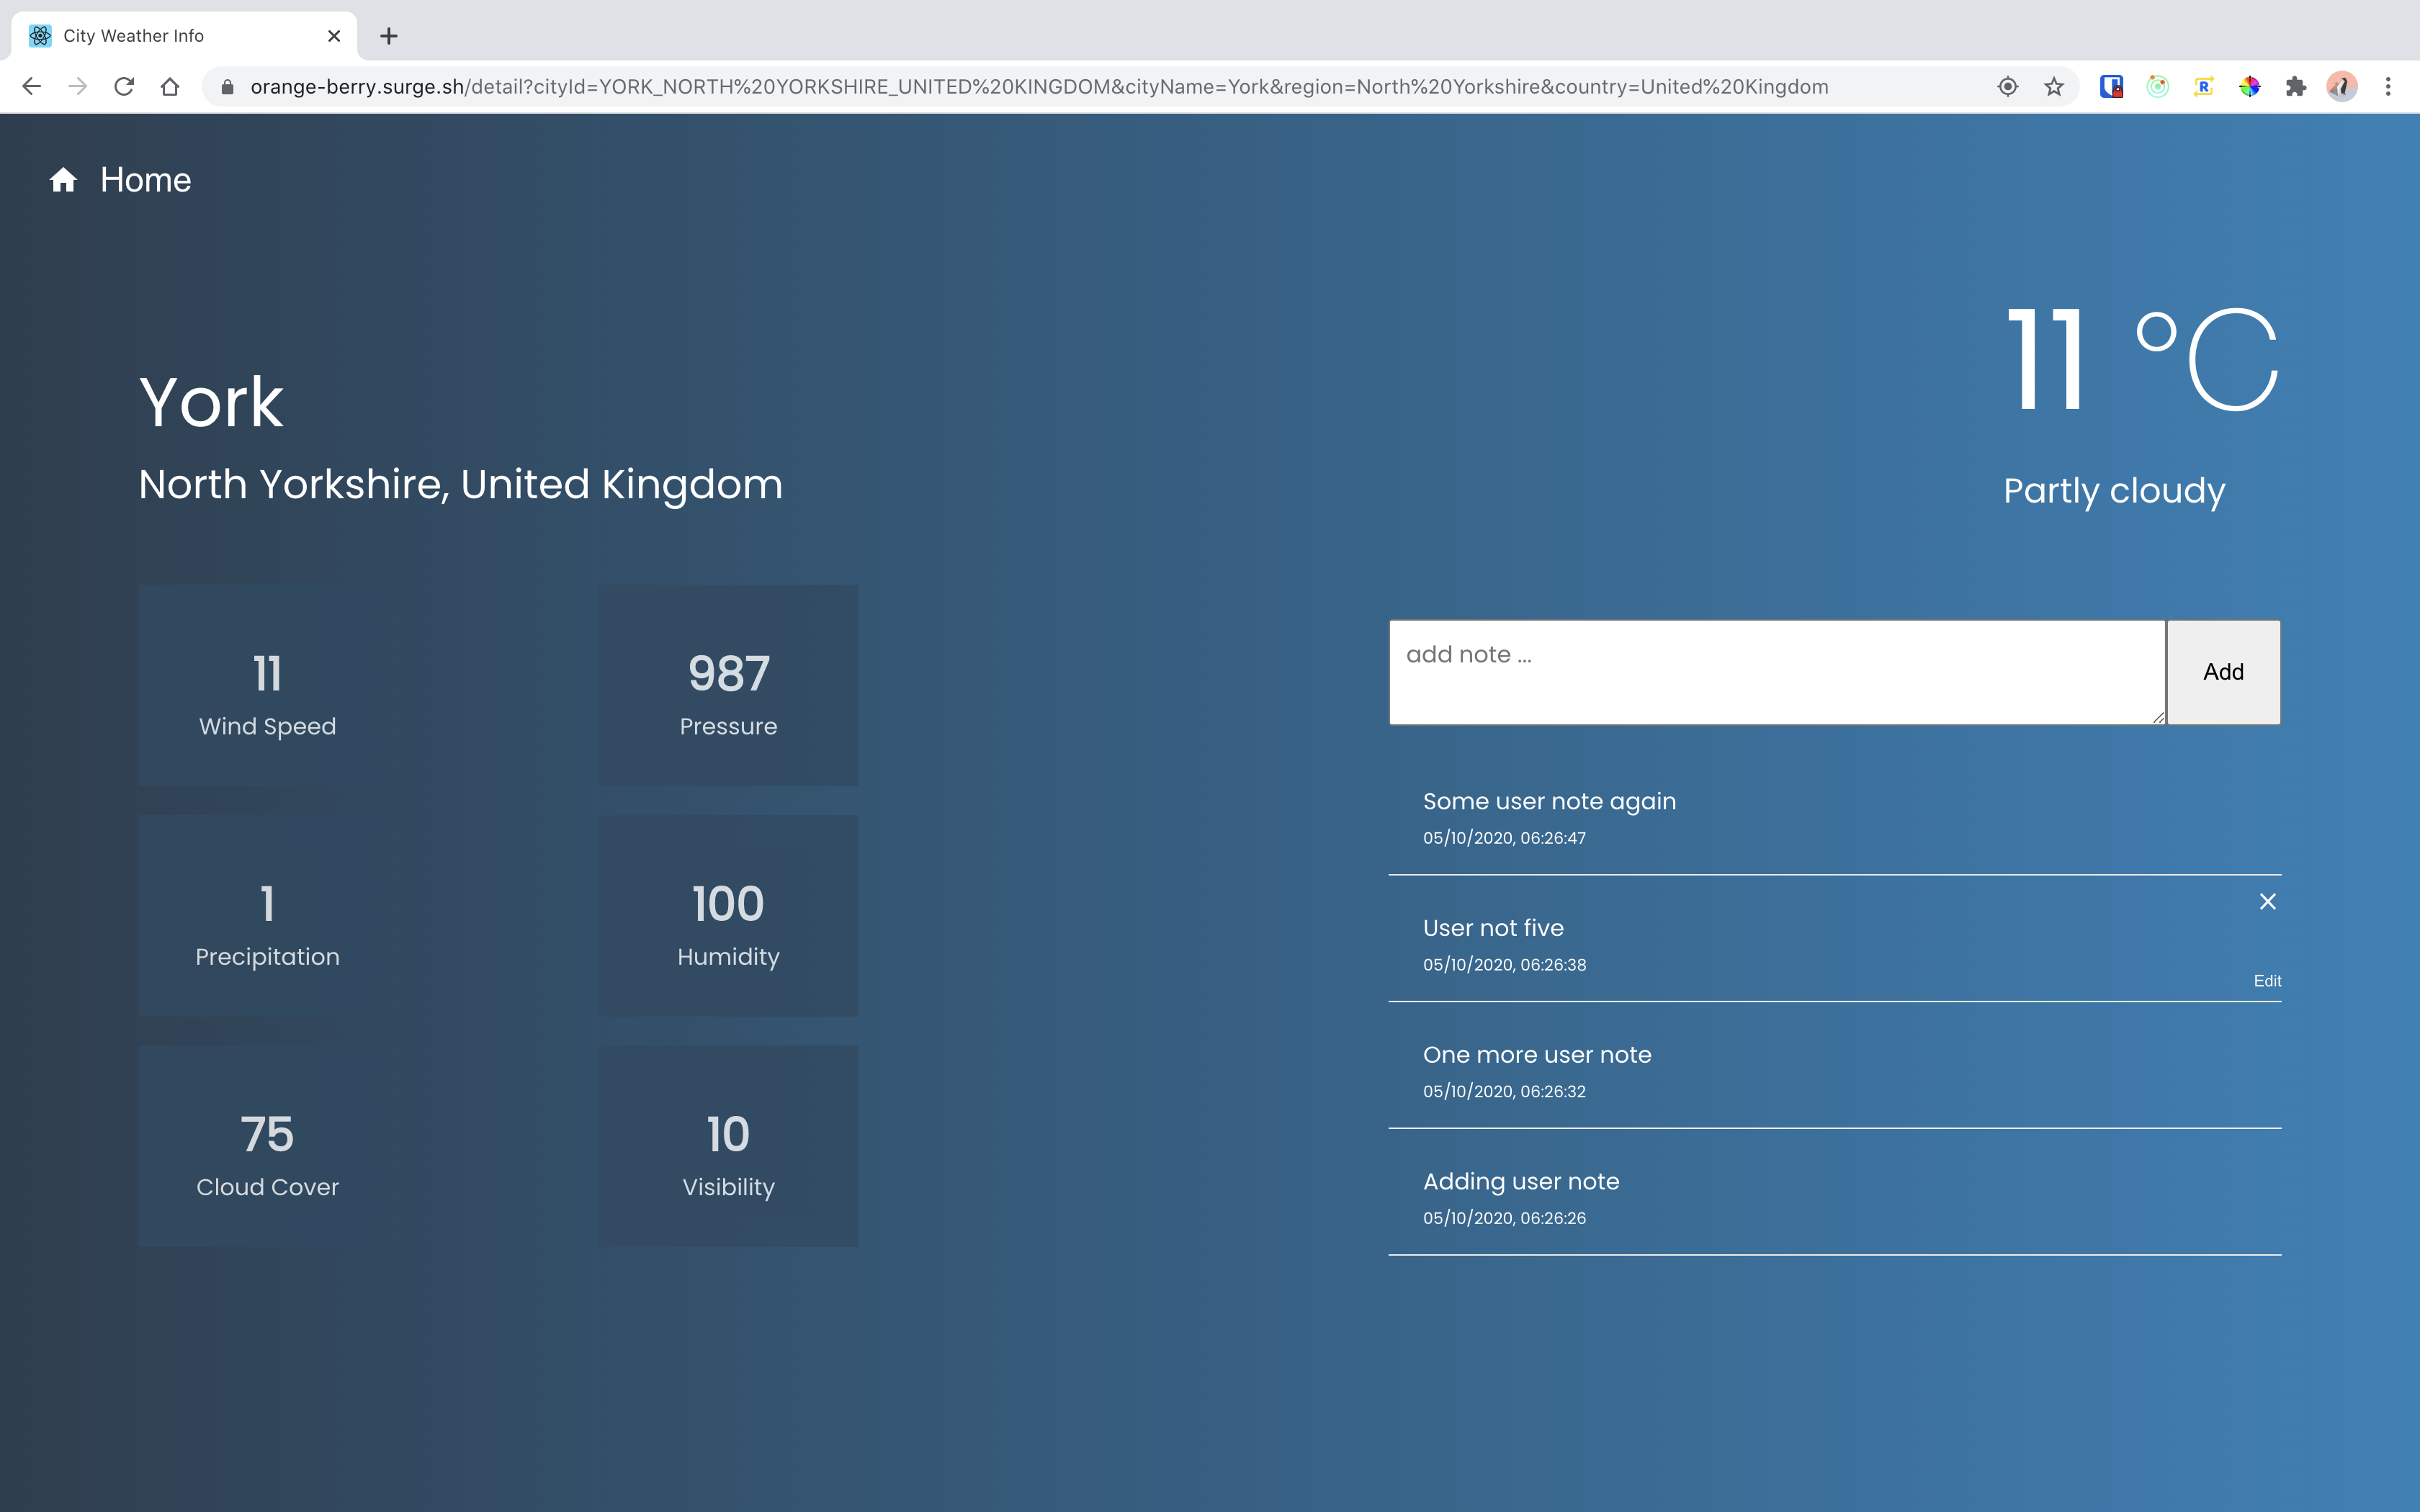 City Weather Info
orange-berry.surge.sh/detail?cityId=YORK_NORTH%20YORKSHIRE_UNITED%20KINGDOM&cityName=York&region=North%20Yorkshire&country=United%20Kingdom
Home
11 °C
York
North Yorkshire, United Kingdom
Partly cloudy
11
Wind Speed
987
Pressure
1
Precipitation
100
Humidity
75
Cloud Cover
10
Visibility
add note ...
Add
Some user note again
05/10/2020, 06:26:47
User not five
05/10/2020, 06:26:38
Edit
One more user note
05/10/2020, 06:26:32
Adding user note
05/10/2020, 06:26:26